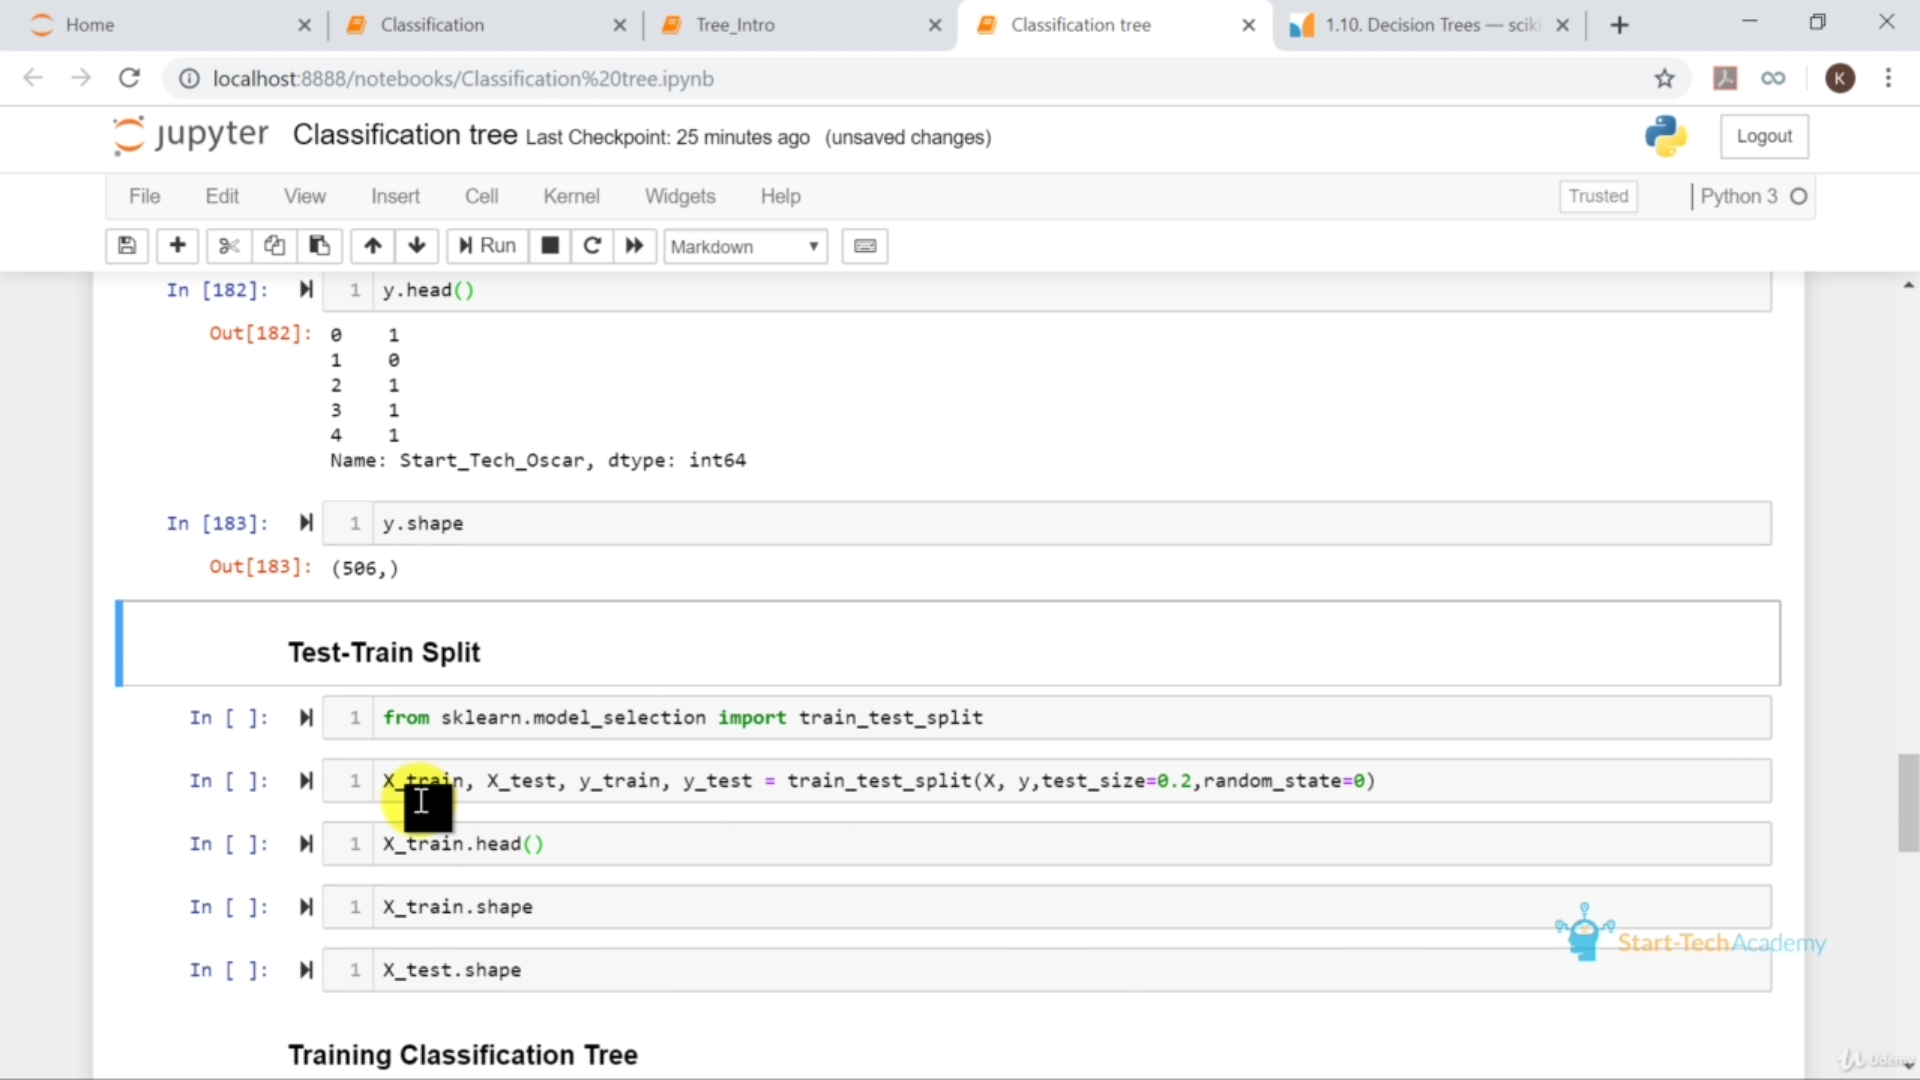 Home
Classification
Tree_Intro
Classification tree
1.10. Decision Trees — sciki
localhost:8888/notebooks/Classification%20tree.ipynb
K
jupyter Classification tree Last Checkpoint: 25 minutes ago (unsaved changes)
Logout
File Edit View Insert Cell Kernel Widgets Help
Trusted
Python 3
Run
Markdown
In [182]: 1 y.head()
Out[182]: 0 1
1 0
2 1
3 1
4 1
Name: Start_Tech_Oscar, dtype: int64
In [183]: 1 y.shape
Out[183]: (506,)
Test-Train Split
In [ ]: 1 from sklearn.model_selection import train_test_split
In [ ]: 1 X_train, X_test, y_train, y_test = train_test_split(X, y,test_size=0.2,random_state=0)
In [ ]: 1 X_train.head()
In [ ]: 1 X_train.shape
Start-TechAcademy
In [ ]: 1 X_test.shape
Training Classification Tree
Udemy